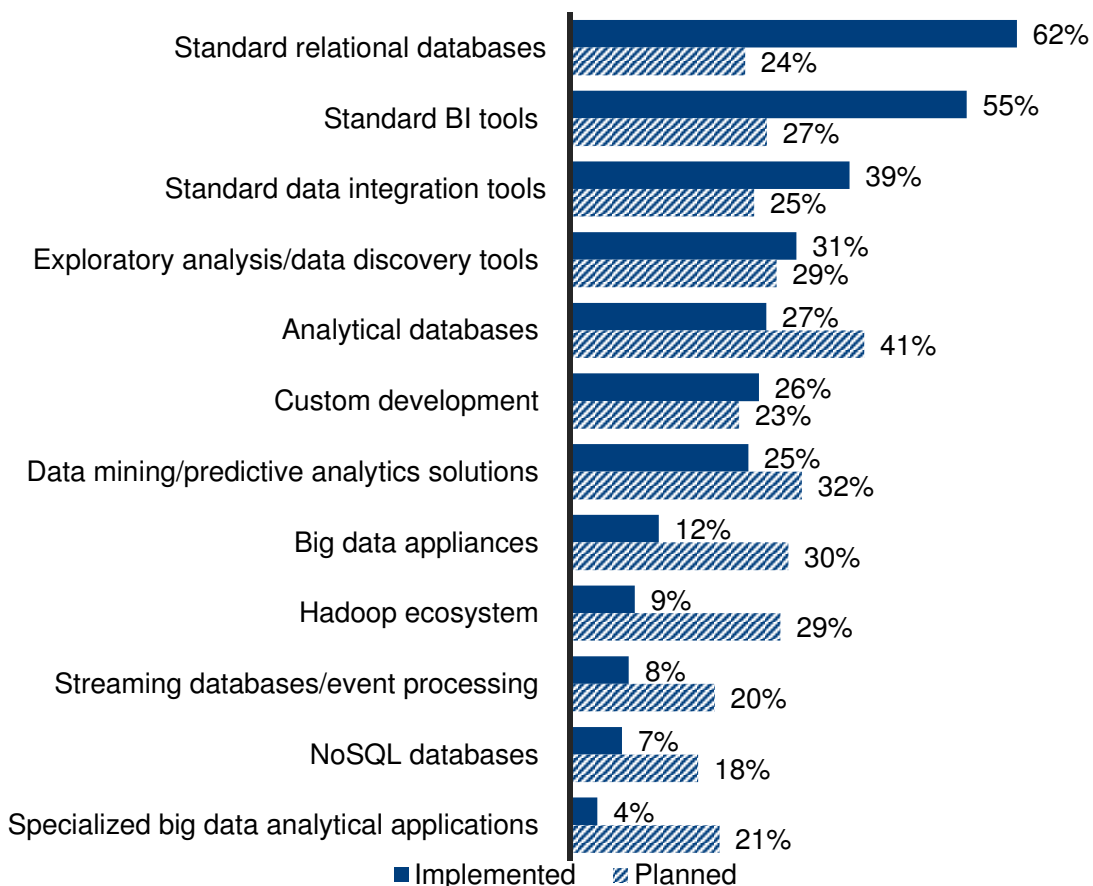 Standard relational databases
62%
24%
Standard BI tools
55%
27%
Standard data integration tools
39%
25%
Exploratory analysis/data discovery tools
31%
29%
Analytical databases
27%
41%
Custom development
26%
23%
Data mining/predictive analytics solutions
25%
32%
Big data appliances
12%
30%
Hadoop ecosystem
9%
29%
Streaming databases/event processing
8%
20%
NoSQL databases
7%
18%
Specialized big data analytical applications
4%
21%
Implemented Planned